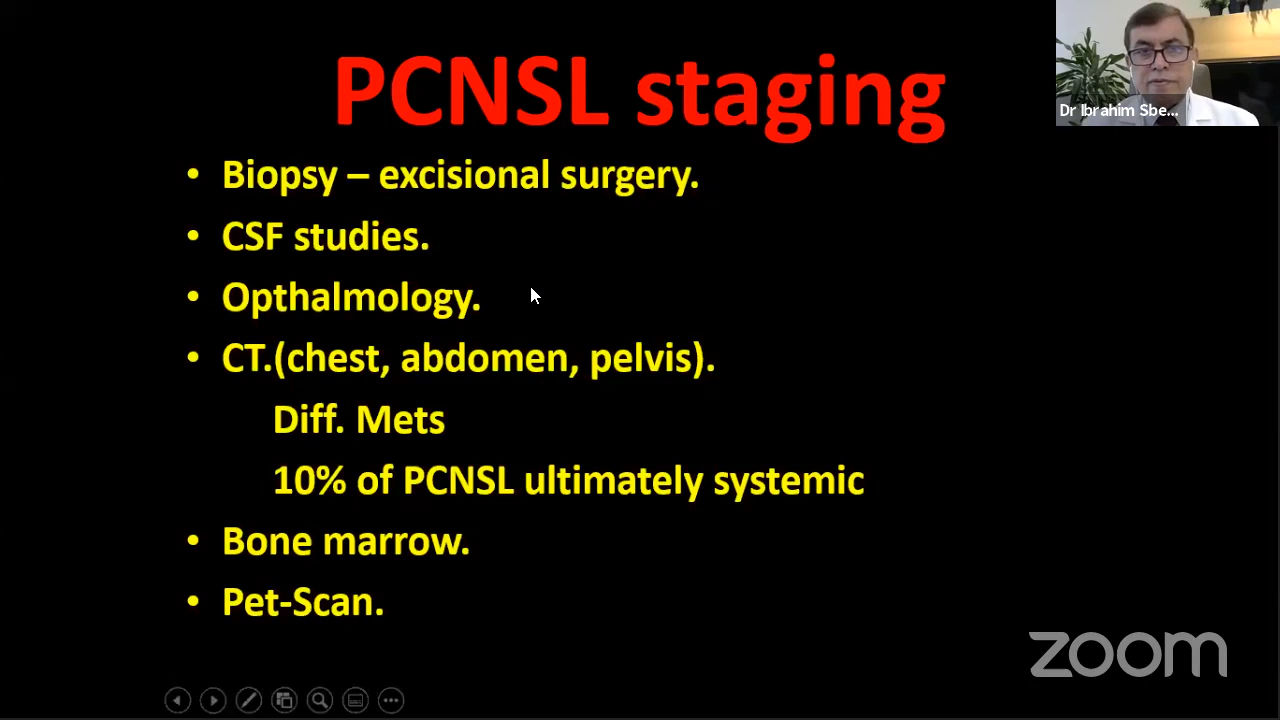 PCNSL staging
Dr Ibrahim Sbe...
• Biopsy – excisional surgery.
• CSF studies.
• Opthalmology.
• CT.(chest, abdomen, pelvis).
Diff. Mets
10% of PCNSL ultimately systemic
• Bone marrow.
• Pet-Scan.
zoom